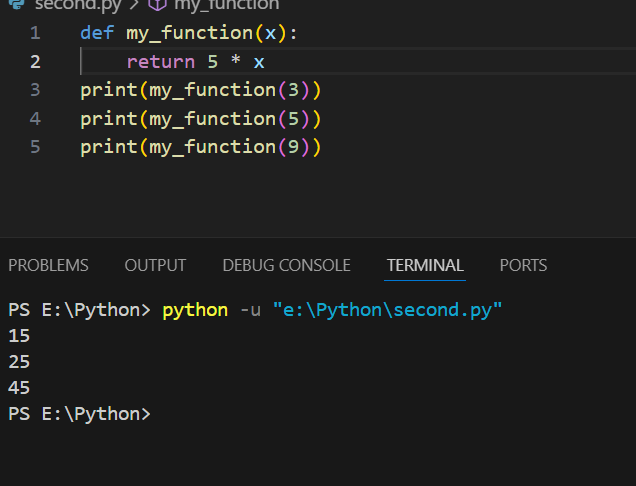 second.py > my_function
1 def my_function(x):
2     return 5 * x
3 print(my_function(3))
4 print(my_function(5))
5 print(my_function(9))
PROBLEMS OUTPUT DEBUG CONSOLE TERMINAL PORTS
PS E:\Python> python -u "e:\Python\second.py"
15
25
45
PS E:\Python>